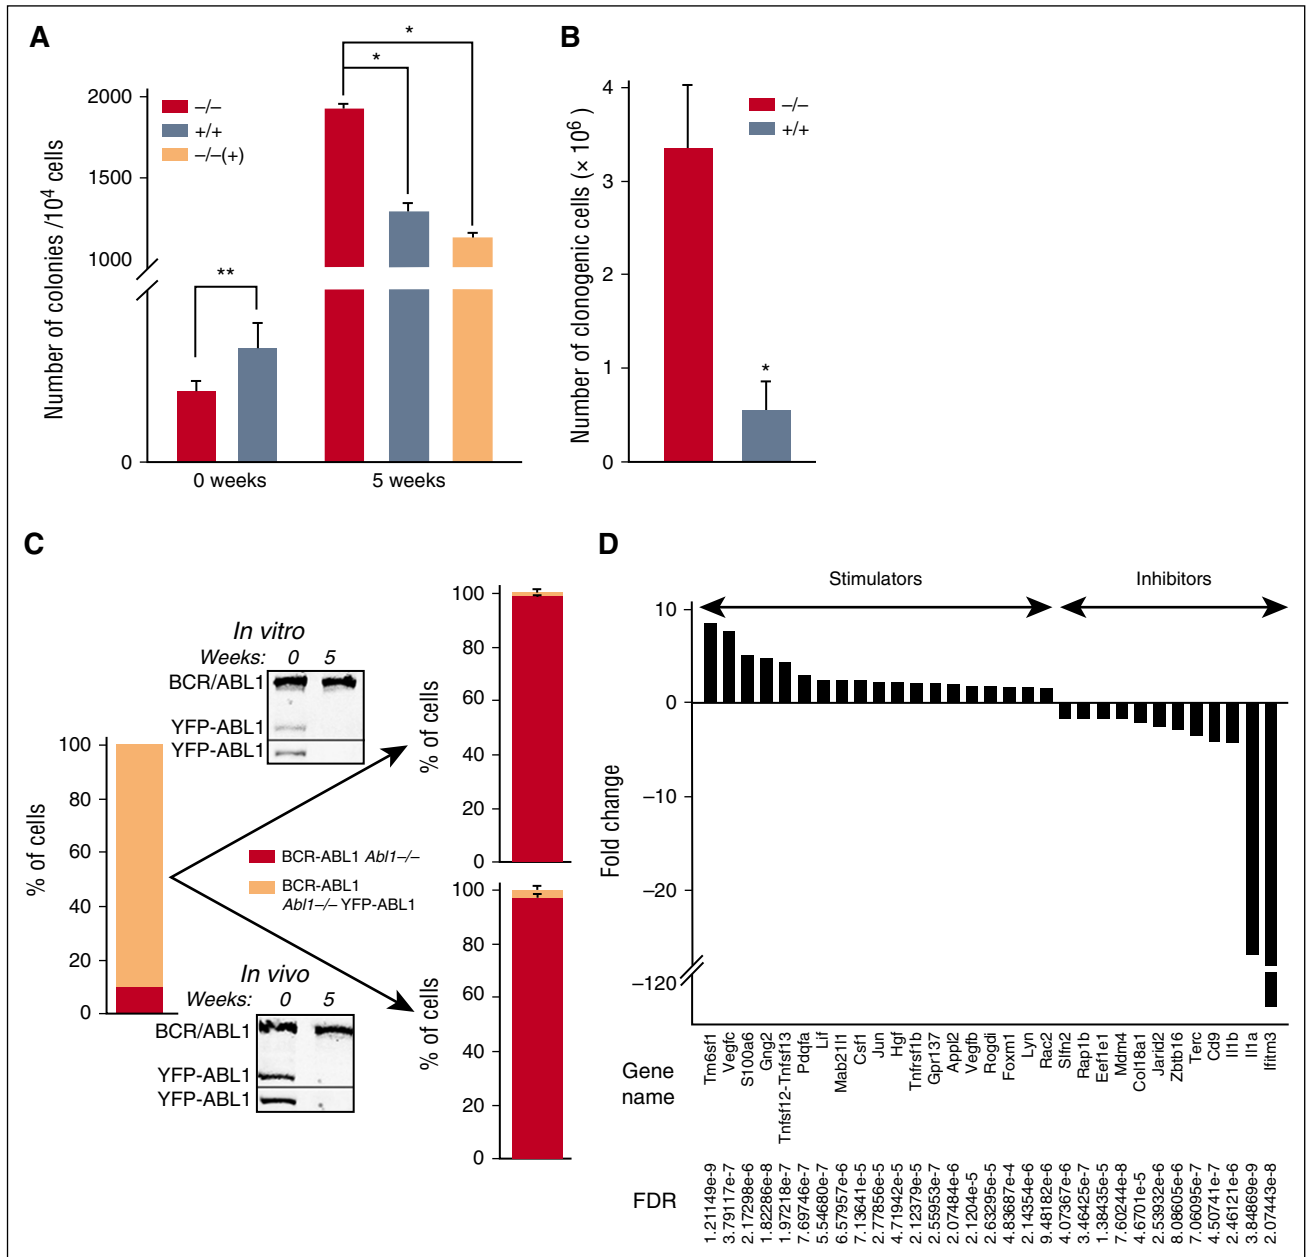 A
Number of colonies /10⁴ cells
2000
1500
1000
0
–/–
+/+
–/–(+)
**
*
*
0 weeks
5 weeks
B
Number of clonogenic cells (× 10⁶ )
4
3
2
1
0
–/–
+/+
*
C
% of cells
100
80
60
40
20
0
In vitro
Weeks: 0 5
BCR/ABL1
YFP-ABL1
YFP-ABL1
BCR-ABL1 Abl1–/–
BCR-ABL1
Abl1–/– YFP-ABL1
In vivo
Weeks: 0 5
BCR/ABL1
YFP-ABL1
YFP-ABL1
% of cells
100
80
60
40
20
0
% of cells
100
80
60
40
20
0
D
Stimulators
Inhibitors
Fold change
10
0
–10
–20
–120
Gene name
Tm6sf1
Vegfc
S100a6
Gng2
Tnfsf12-Tnfsf13
Pdqfa
Lif
Mab21l1
Csf1
Jun
Hgf
Tnfrsf1b
Gpr137
Appl2
Vegfb
Rogdi
Foxm1
Lyn
Rac2
Slfn2
Rap1b
Eef1e1
Mdm4
Col18a1
Jarid2
Zbtb16
Terc
Cd9
Il1b
Il1a
Ifitm3
FDR
1.21149e-9
3.79117e-7
2.17298e-6
1.82286e-8
1.97218e-7
7.69746e-7
5.54680e-7
6.57957e-6
7.13641e-5
2.77856e-5
4.71942e-5
2.12379e-5
2.55953e-7
2.07484e-6
2.1204e-5
2.63295e-5
4.83687e-4
2.14354e-6
9.48182e-6
4.07367e-6
3.46425e-7
1.38435e-5
7.60244e-8
4.6701e-5
2.53932e-6
8.08605e-6
7.06095e-7
4.50741e-7
2.46121e-6
3.84869e-9
2.07443e-8